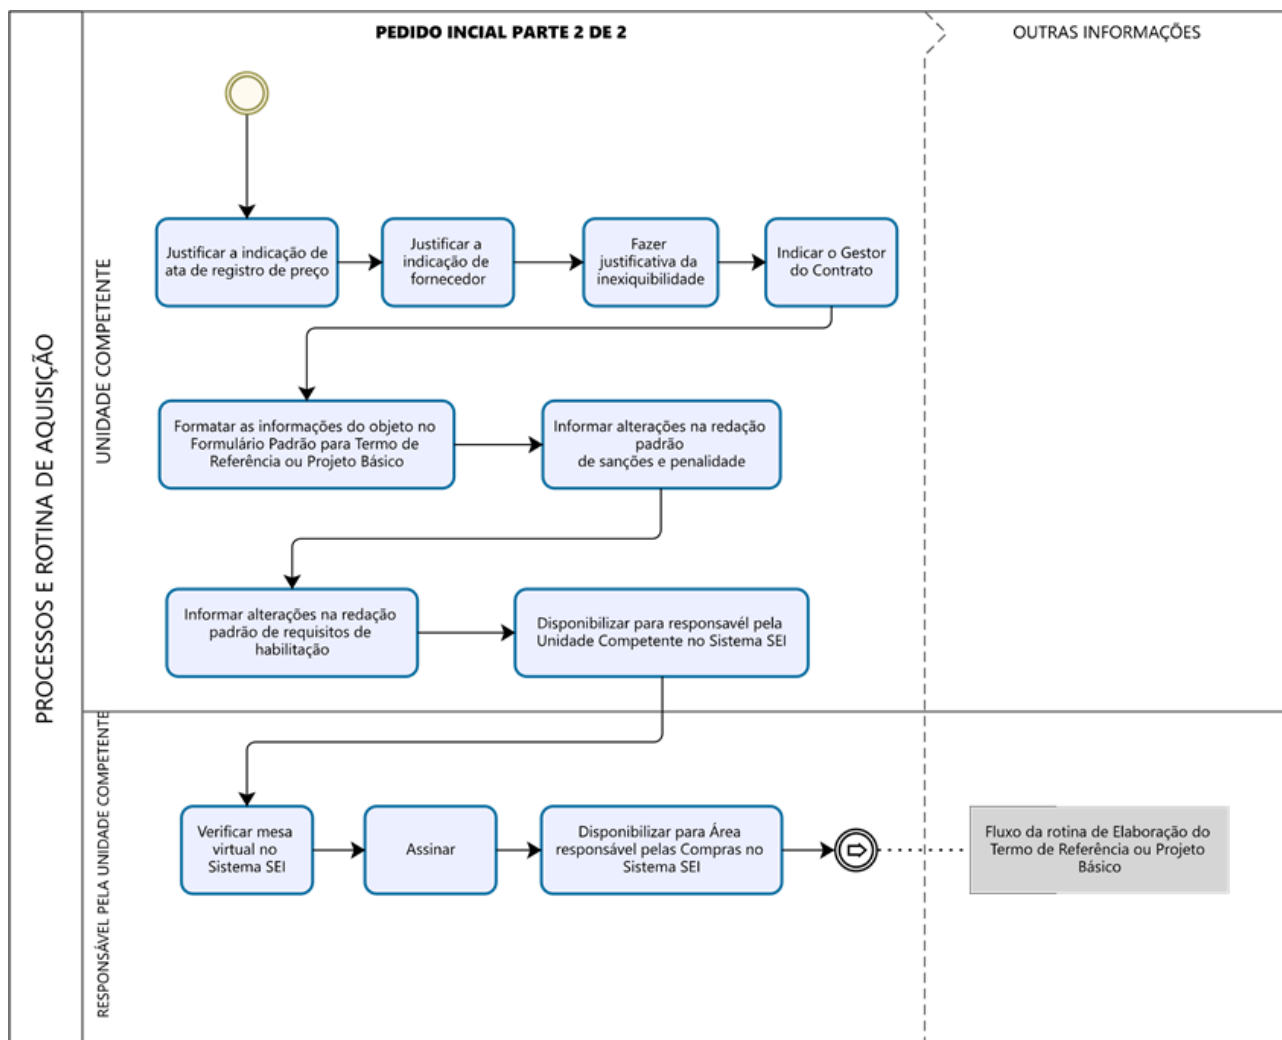 PEDIDO INCIAL PARTE 2 DE 2
OUTRAS INFORMAÇÕES
PROCESSOS E ROTINA DE AQUISIÇÃO
UNIDADE COMPETENTE
Justificar a indicação de
ata de registro de preço
Justificar a
indicação de
fornecedor
Fazer
justificativa da
inexiquibilidade
Indicar o Gestor
do Contrato
Formatar as informações do objeto no
Formulário Padrão para Termo de
Referência ou Projeto Básico
Informar alterações na redação
padrão
de sanções e penalidade
Informar alterações na redação
padrão de requisitos de
habilitação
Disponibilizar para responsavél pela
Unidade Competente no Sistema SEI
RESPONSÁVEL PELA UNIDADE COMPETENTE
Verificar mesa
virtual no
Sistema SEI
Assinar
Disponibilizar para Área
responsável pelas Compras no
Sistema SEI
Fluxo da rotina de Elaboração do
Termo de Referência ou Projeto
Básico